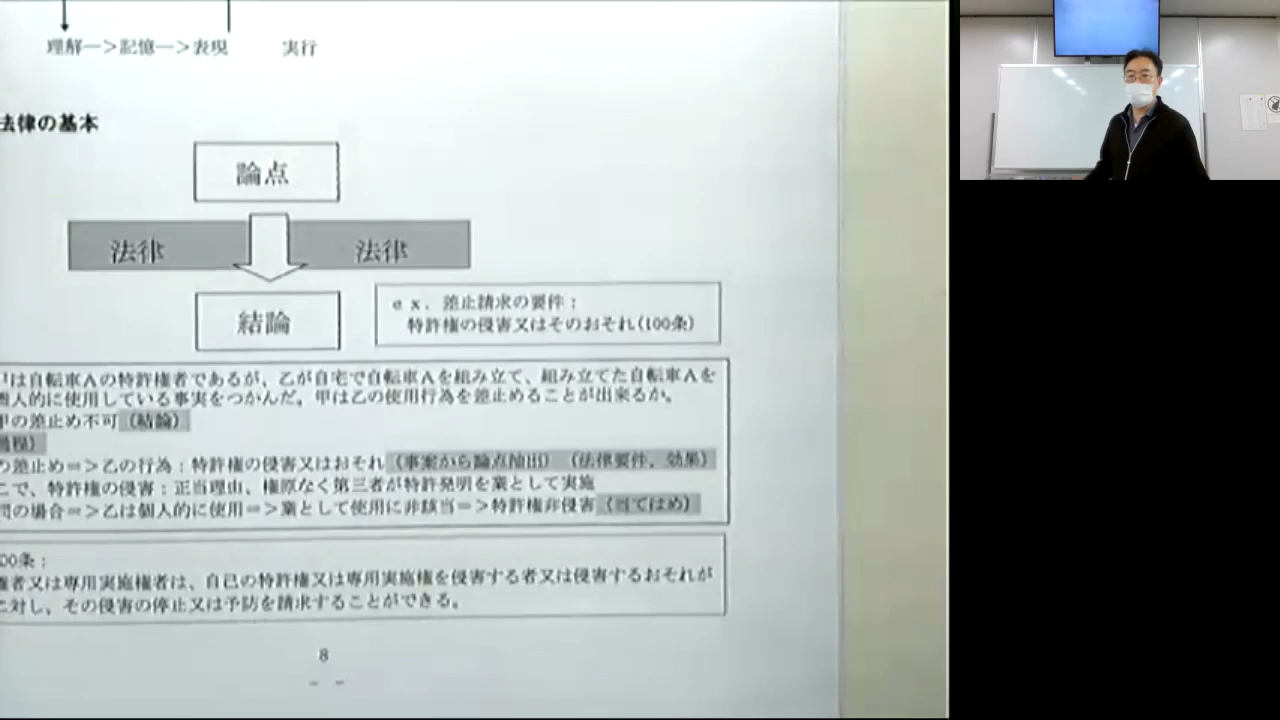 理解―>記憶―>表現　実行
法律の基本
論点
法律　法律
結論
ｅｘ．差止請求の要件：
特許権の侵害又はそのおそれ(100条)
甲は自転車Ａの特許権者であるが、乙が自宅で自転車Ａを組み立て、組み立てた自転車Ａを
個人的に使用している事実をつかんだ。甲は乙の使用行為を差止めることが出来るか。
甲の差止め不可（結論）
過程）
の差止め＝>乙の行為：特許権の侵害又はおそれ（事案から論点抽出）（法律要件、効果）
こで、特許権の侵害：正当理由、権原なく第三者が特許発明を業として実施
問の場合＝>乙は個人的に使用＝>業として使用に非該当＝>特許権非侵害（当てはめ）
00条：
権者又は専用実施権者は、自己の特許権又は専用実施権を侵害する者又は侵害するおそれが
に対し、その侵害の停止又は予防を請求することができる。
8